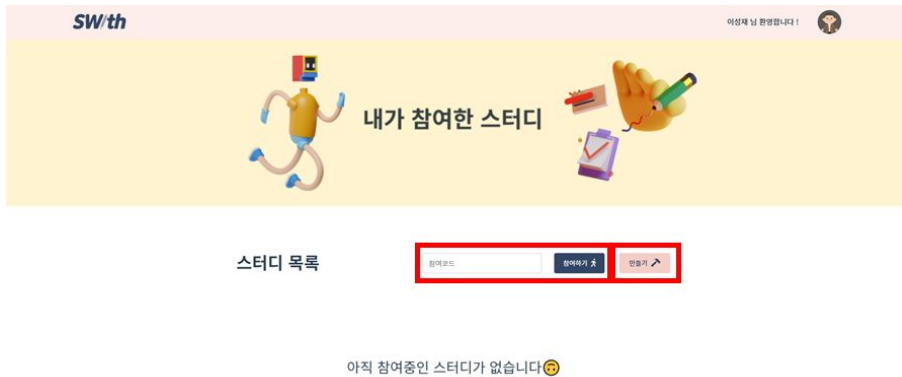 SW/th
이성재 님 환영합니다 !
내가 참여한 스터디
스터디 목록
참여코드
참여하기
만들기
아직 참여중인 스터디가 없습니다🙃